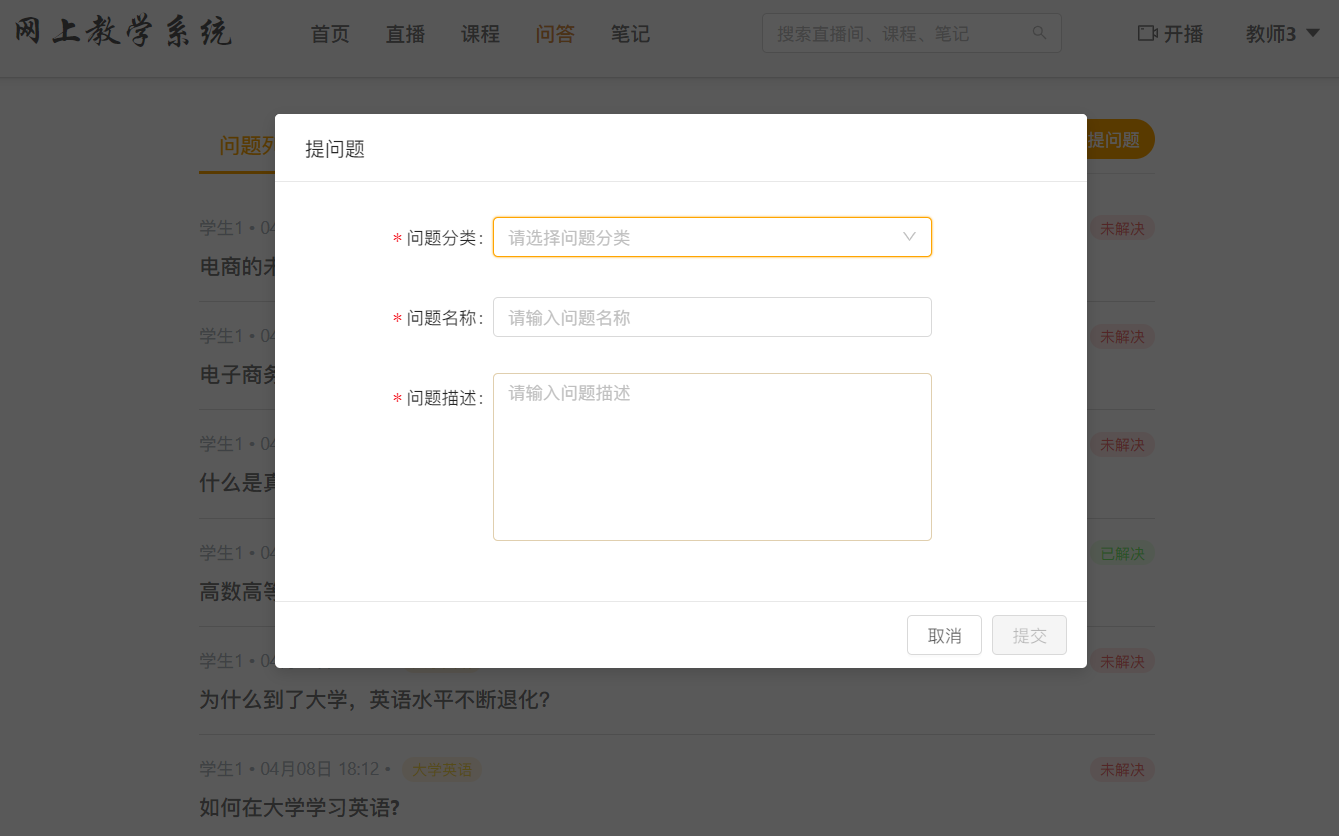 网上教学系统 首页 直播 课程 问答 笔记 搜索直播间、课程、笔记 开播 教师3
问题列 提问题
提问题
学生1 • 04 未解决
电商的未
* 问题分类: 请选择问题分类
* 问题名称: 请输入问题名称
学生1 • 04 未解决
电子商务
* 问题描述: 请输入问题描述
学生1 • 04 未解决
什么是真
学生1 • 04 已解决
高数高等
取消 提交
学生1 • 04 未解决
为什么到了大学，英语水平不断退化?
学生1 • 04月08日 18:12 • 大学英语 未解决
如何在大学学习英语?